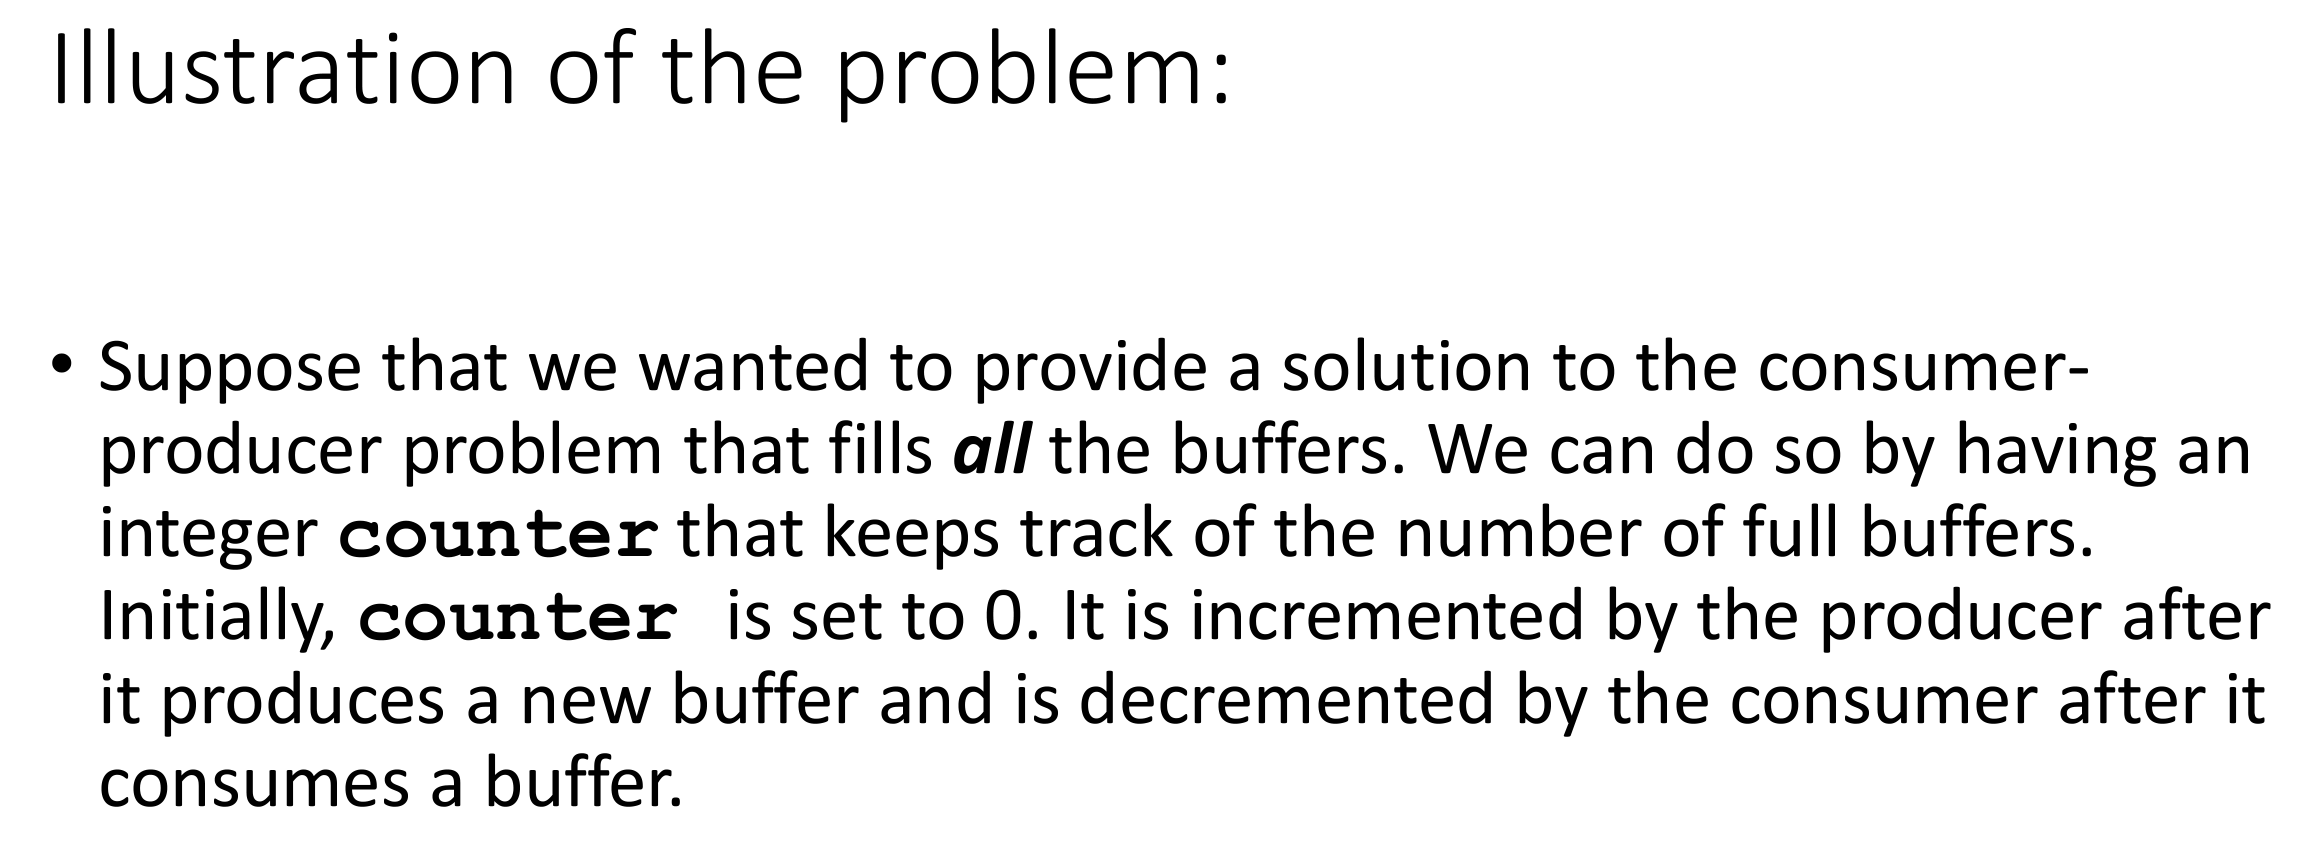 Illustration of the problem:
• Suppose that we wanted to provide a solution to the consumer-
producer problem that fills all the buffers. We can do so by having an
integer counter that keeps track of the number of full buffers.
Initially, counter is set to 0. It is incremented by the producer after
it produces a new buffer and is decremented by the consumer after it
consumes a buffer.